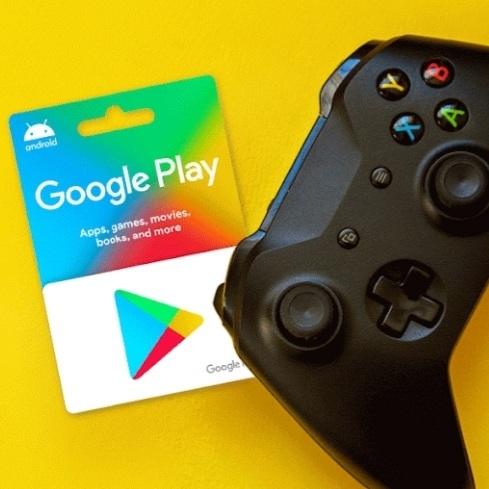 android
Google Play
Apps, games, movies,
books, and more
Google
Y
B
X
A